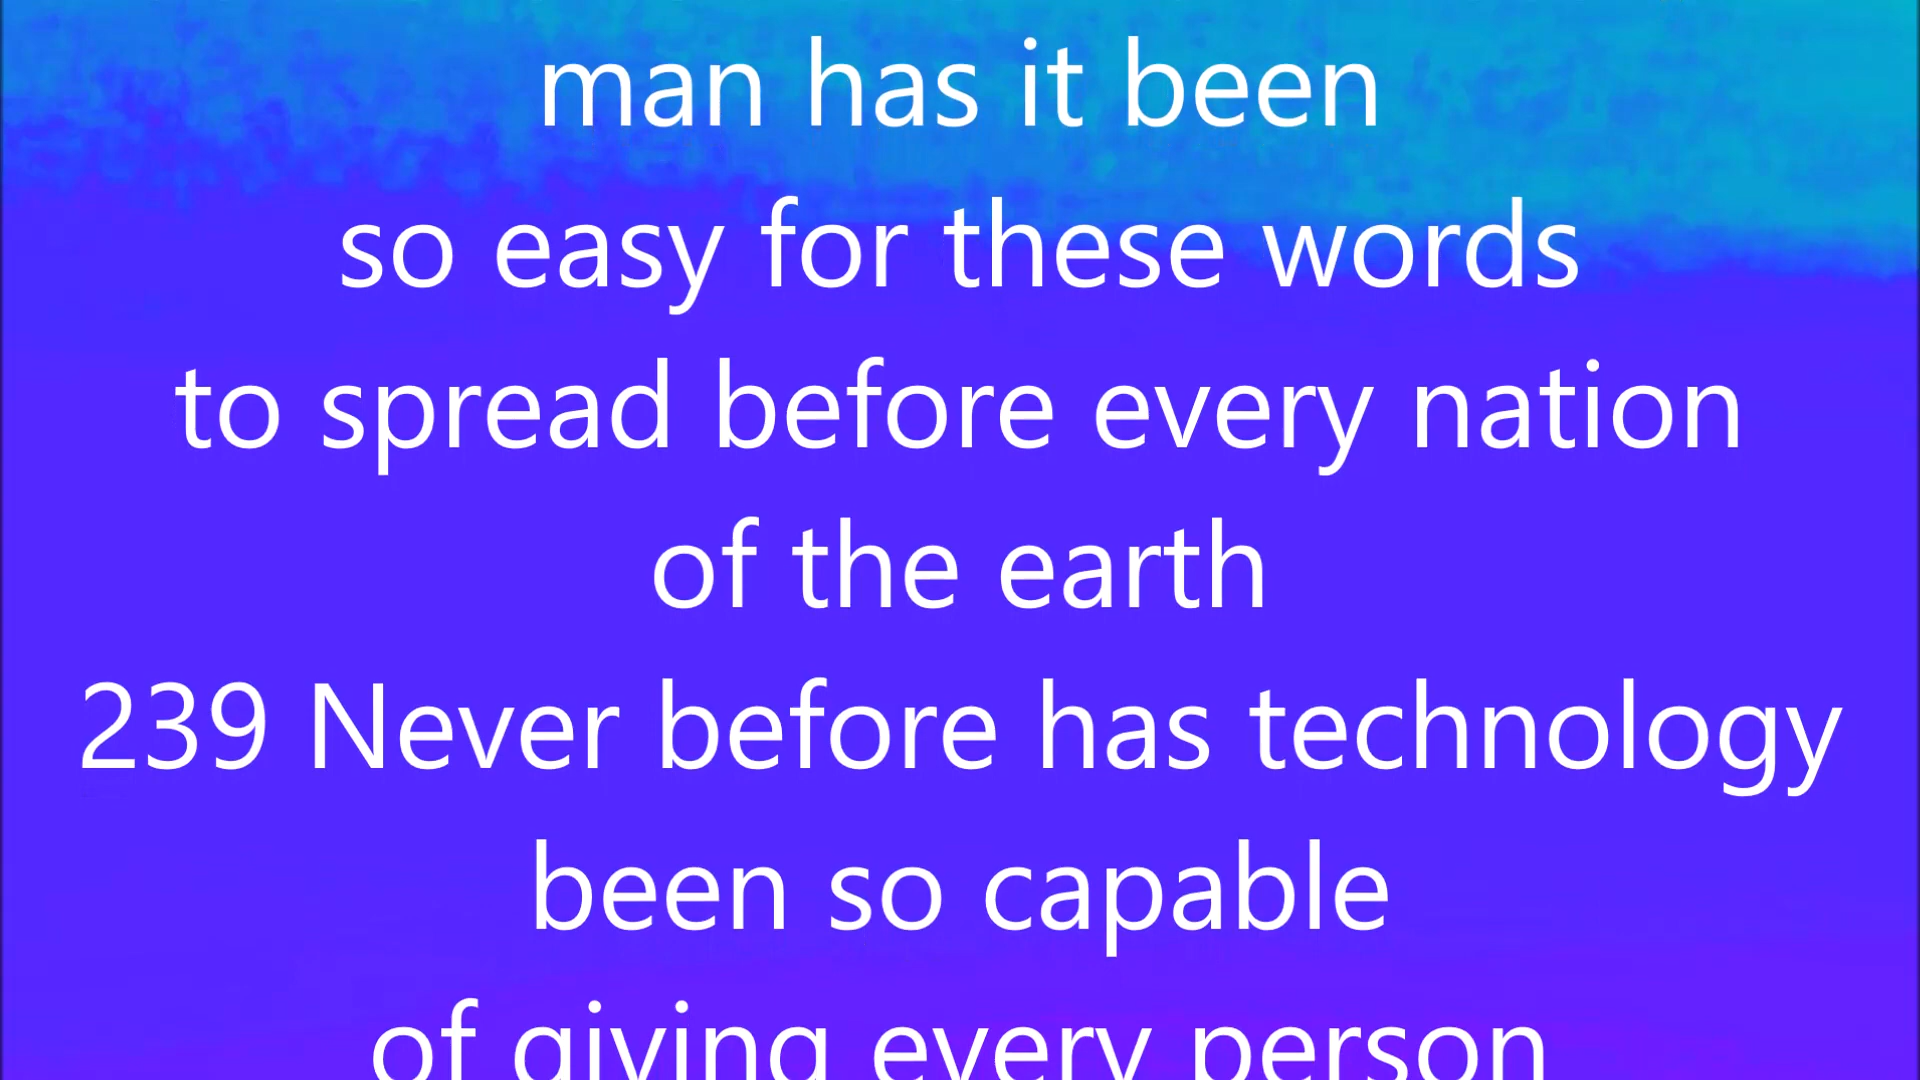 man has it been
so easy for these words
to spread before every nation
of the earth
239 Never before has technology
been so capable
of giving every person